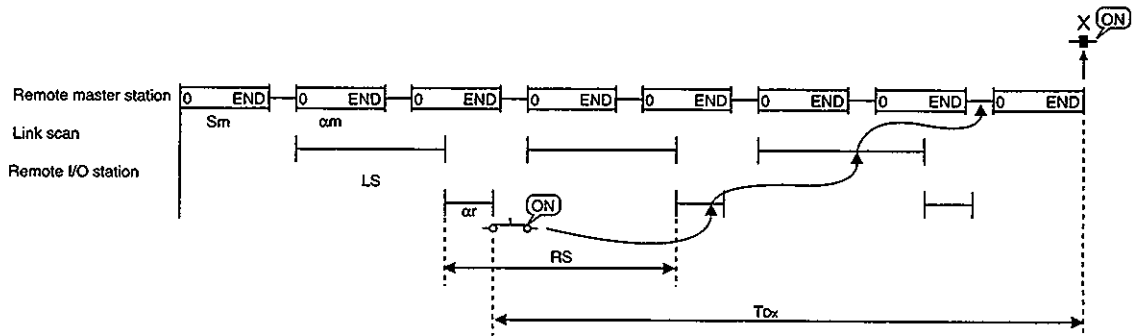 X ON
Remote master station
0 END 0 END 0 END 0 END 0 END 0 END 0 END 0 END
Sm αm
Link scan
Remote I/O station
LS
αr ON
RS
TDx